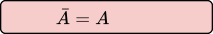 Ā = A